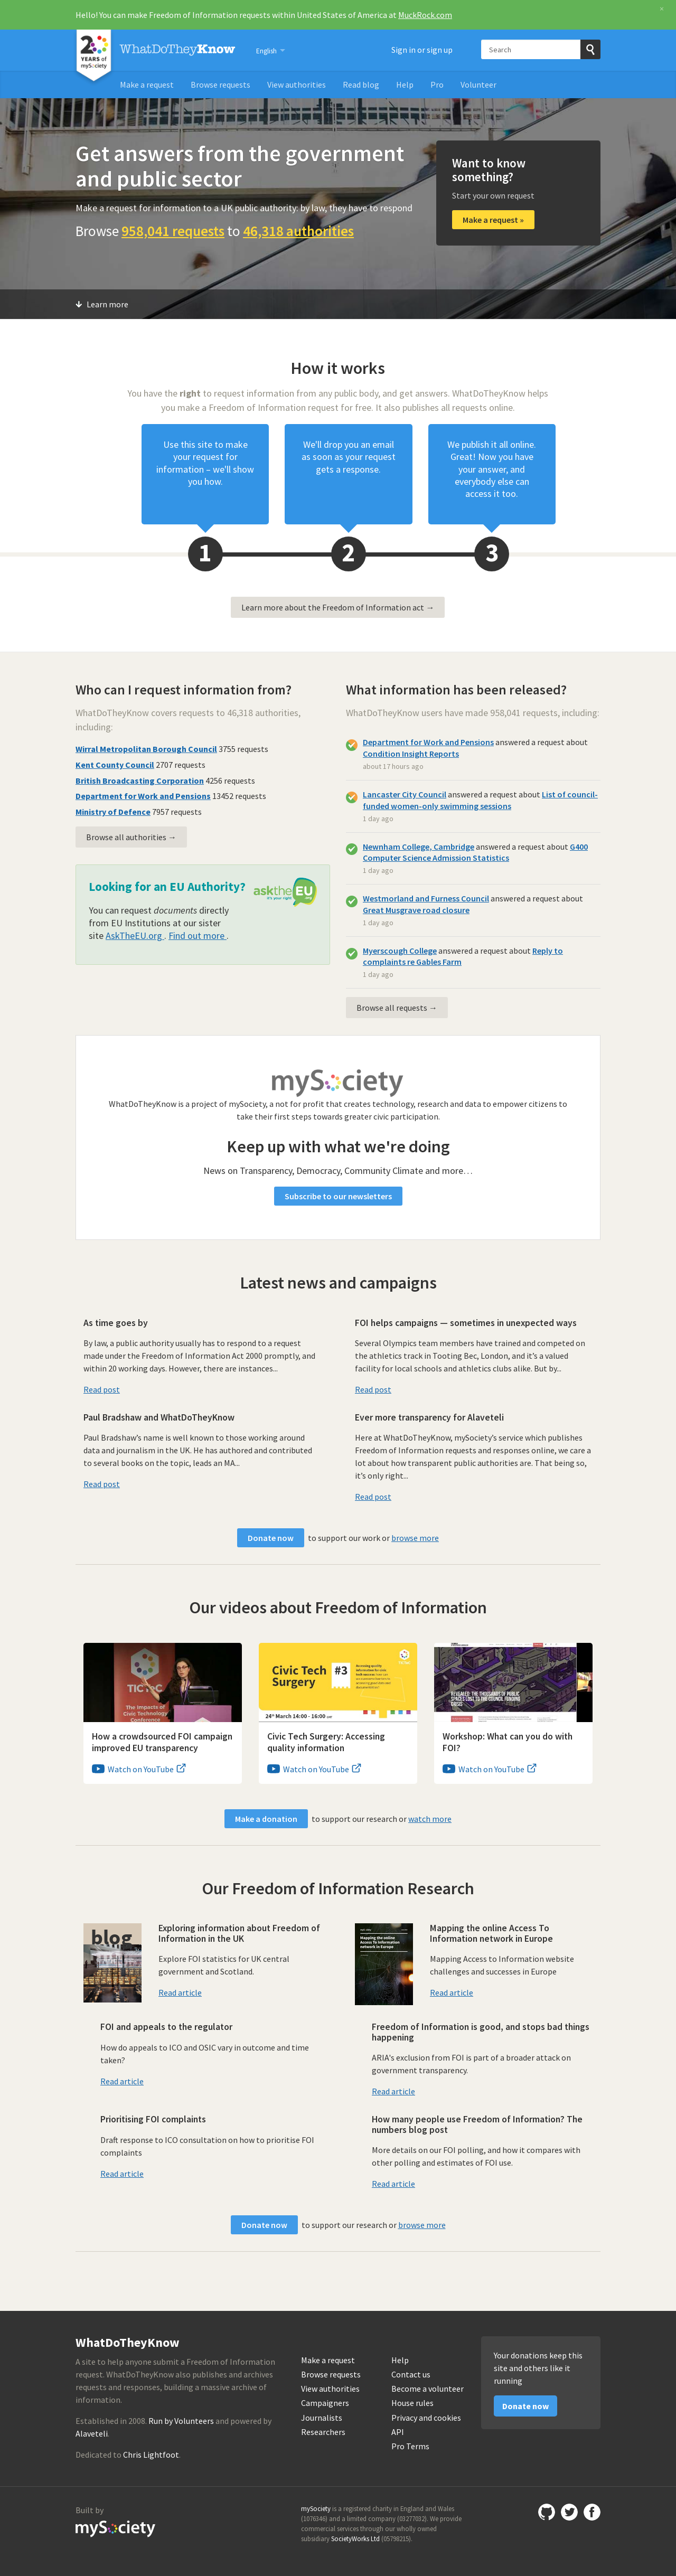 Hello! You can make Freedom of Information requests within United States of America at MuckRock.com
×
20 YEARS of mySociety
WhatDoTheyKnow
English
Sign in or sign up
Search
Make a request
Browse requests
View authorities
Read blog
Help
Pro
Volunteer
Get answers from the government
and public sector
Make a request for information to a UK public authority: by law, they have to respond
Browse 958,041 requests to 46,318 authorities
Want to know
something?
Start your own request
Make a request »
Learn more
How it works
You have the right to request information from any public body, and get answers. WhatDoTheyKnow helps
you make a Freedom of Information request for free. It also publishes all requests online.
Use this site to make
your request for
information – we'll show
you how.
We'll drop you an email
as soon as your request
gets a response.
We publish it all online.
Great! Now you have
your answer, and
everybody else can
access it too.
1
2
3
Learn more about the Freedom of Information act →
Who can I request information from?
WhatDoTheyKnow covers requests to 46,318 authorities,
including:
Wirral Metropolitan Borough Council 3755 requests
Kent County Council 2707 requests
British Broadcasting Corporation 4256 requests
Department for Work and Pensions 13452 requests
Ministry of Defence 7957 requests
Browse all authorities →
Looking for an EU Authority?
asktheEU
it's your right
You can request documents directly
from EU Institutions at our sister
site AskTheEU.org . Find out more .
What information has been released?
WhatDoTheyKnow users have made 958,041 requests, including:
Department for Work and Pensions answered a request about
Condition Insight Reports
about 17 hours ago
Lancaster City Council answered a request about List of council-
funded women-only swimming sessions
1 day ago
Newnham College, Cambridge answered a request about G400
Computer Science Admission Statistics
1 day ago
Westmorland and Furness Council answered a request about
Great Musgrave road closure
1 day ago
Myerscough College answered a request about Reply to
complaints re Gables Farm
1 day ago
Browse all requests →
mySociety
WhatDoTheyKnow is a project of mySociety, a not for profit that creates technology, research and data to empower citizens to
take their first steps towards greater civic participation.
Keep up with what we're doing
News on Transparency, Democracy, Community Climate and more…
Subscribe to our newsletters
Latest news and campaigns
As time goes by
By law, a public authority usually has to respond to a request
made under the Freedom of Information Act 2000 promptly, and
within 20 working days. However, there are instances...
Read post
FOI helps campaigns — sometimes in unexpected ways
Several Olympics team members have trained and competed on
the athletics track in Tooting Bec, London, and it's a valued
facility for local schools and athletics clubs alike. But by...
Read post
Paul Bradshaw and WhatDoTheyKnow
Paul Bradshaw's name is well known to those working around
data and journalism in the UK. He has authored and contributed
to several books on the topic, leads an MA...
Read post
Ever more transparency for Alaveteli
Here at WhatDoTheyKnow, mySociety's service which publishes
Freedom of Information requests and responses online, we care a
lot about how transparent public authorities are. That being so,
it's only right...
Read post
Donate now to support our work or browse more
Our videos about Freedom of Information
TICTeC
The Impacts of
Civic Technology
Conference
How a crowdsourced FOI campaign
improved EU transparency
Watch on YouTube
Civic Tech
Surgery
#3
24th March 14:00 - 16:00
Civic Tech Surgery: Accessing
quality information
Watch on YouTube
REVEALED: THE THOUSANDS OF PUBLIC
SPACES LOST TO THE COUNCIL FUNDING
CRISIS
Workshop: What can you do with
FOI?
Watch on YouTube
Make a donation to support our research or watch more
Our Freedom of Information Research
blog
Exploring information about Freedom of
Information in the UK
Explore FOI statistics for UK central
government and Scotland.
Read article
Mapping the online
Access To Information
network in Europe
Mapping the online Access To
Information network in Europe
Mapping Access to Information website
challenges and successes in Europe
Read article
FOI and appeals to the regulator
How do appeals to ICO and OSIC vary in outcome and time
taken?
Read article
Freedom of Information is good, and stops bad things
happening
ARIA's exclusion from FOI is part of a broader attack on
government transparency.
Read article
Prioritising FOI complaints
Draft response to ICO consultation on how to prioritise FOI
complaints
Read article
How many people use Freedom of Information? The
numbers blog post
More details on our FOI polling, and how it compares with
other polling and estimates of FOI use.
Read article
Donate now to support our research or browse more
WhatDoTheyKnow
A site to help anyone submit a Freedom of Information
request. WhatDoTheyKnow also publishes and archives
requests and responses, building a massive archive of
information.
Established in 2008. Run by Volunteers and powered by
Alaveteli.
Dedicated to Chris Lightfoot.
Make a request
Browse requests
View authorities
Campaigners
Journalists
Researchers
Help
Contact us
Become a volunteer
House rules
Privacy and cookies
API
Pro Terms
Your donations keep this
site and others like it
running
Donate now
Built by
mySociety
mySociety is a registered charity in England and Wales
(1076346) and a limited company (03277032). We provide
commercial services through our wholly owned
subsidiary SocietyWorks Ltd (05798215).